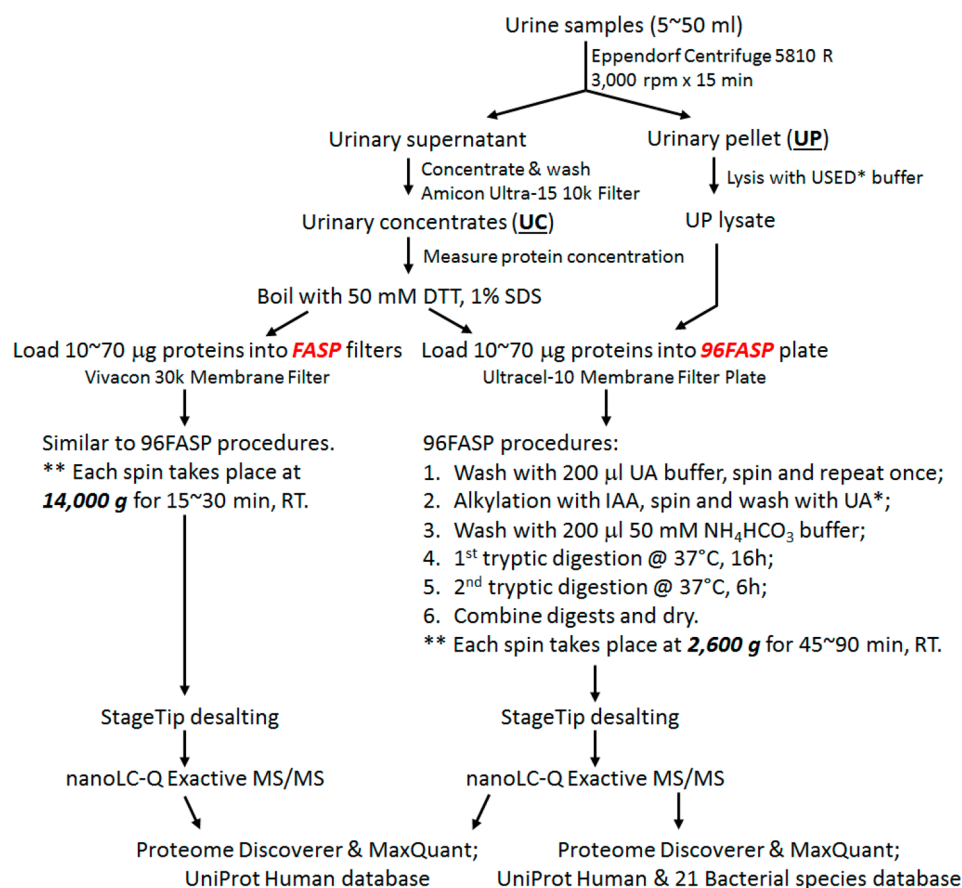 Urine samples (5~50 ml)
Eppendorf Centrifuge 5810 R
3,000 rpm x 15 min
Urinary supernatant
Urinary pellet (UP)
Concentrate & wash
Amicon Ultra-15 10k Filter
Lysis with USED* buffer
Urinary concentrates (UC)
UP lysate
Measure protein concentration
Boil with 50 mM DTT, 1% SDS
Load 10~70 µg proteins into FASP filters
Vivacon 30k Membrane Filter
Load 10~70 µg proteins into 96FASP plate
Ultracel-10 Membrane Filter Plate
Similar to 96FASP procedures.
** Each spin takes place at
14,000 g for 15~30 min, RT.
96FASP procedures:
1. Wash with 200 µl UA buffer, spin and repeat once;
2. Alkylation with IAA, spin and wash with UA*;
3. Wash with 200 µl 50 mM NH₄HCO₃ buffer;
4. 1st tryptic digestion @ 37°C, 16h;
5. 2nd tryptic digestion @ 37°C, 6h;
6. Combine digests and dry.
** Each spin takes place at 2,600 g for 45~90 min, RT.
StageTip desalting
StageTip desalting
nanoLC-Q Exactive MS/MS
nanoLC-Q Exactive MS/MS
Proteome Discoverer & MaxQuant;
UniProt Human database
Proteome Discoverer & MaxQuant;
UniProt Human & 21 Bacterial species database